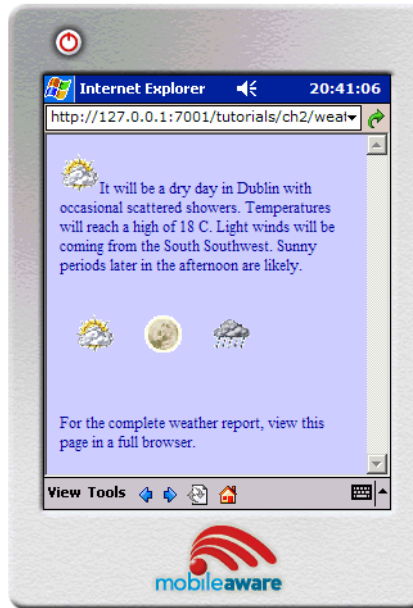 Internet Explorer 20:41:06
http://127.0.0.1:7001/tutorials/ch2/weat
It will be a dry day in Dublin with
occasional scattered showers. Temperatures
will reach a high of 18 C. Light winds will be
coming from the South Southwest. Sunny
periods later in the afternoon are likely.
For the complete weather report, view this
page in a full browser.
View Tools
mobileaware